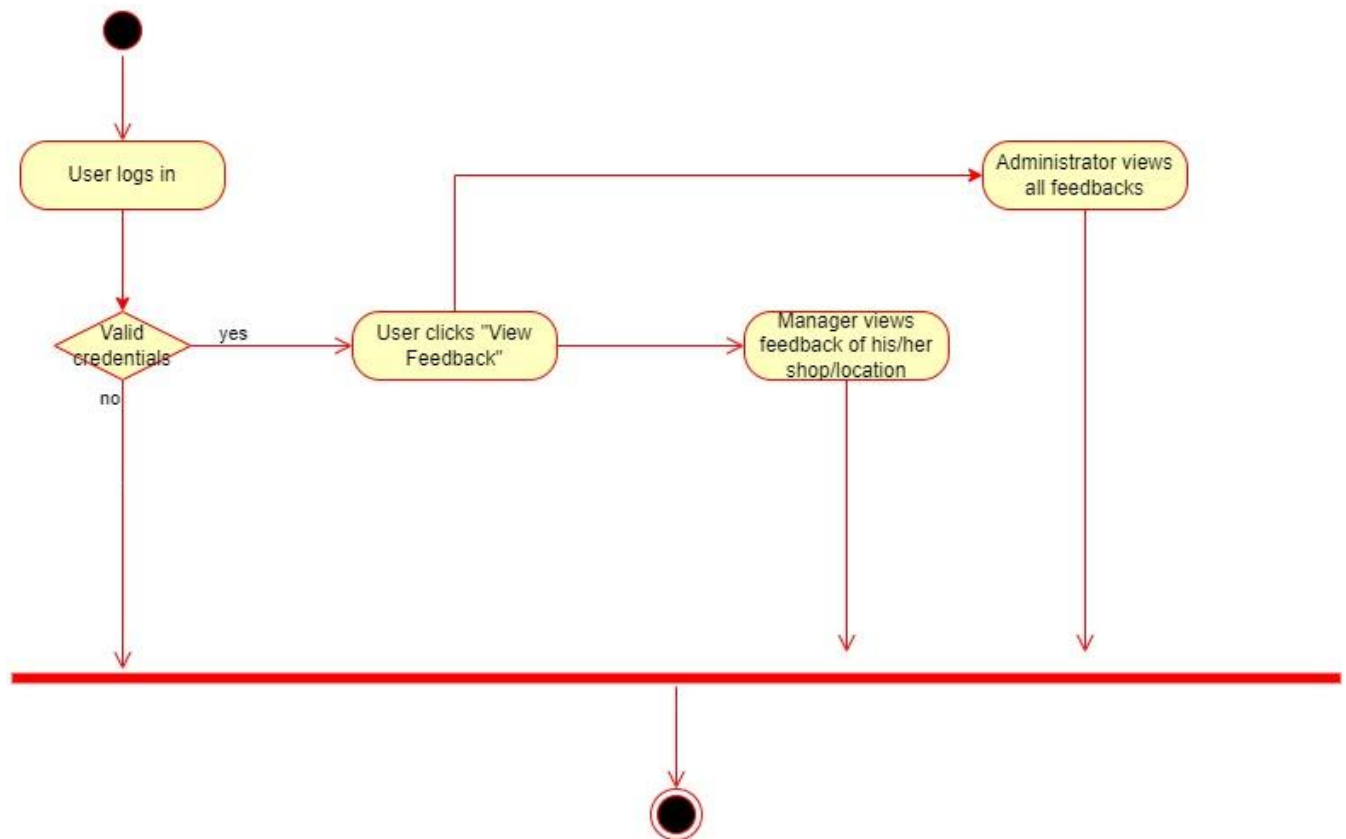 User logs in
Administrator views
all feedbacks
Valid
credentials
yes
User clicks "View
Feedback"
Manager views
feedback of his/her
shop/location
no